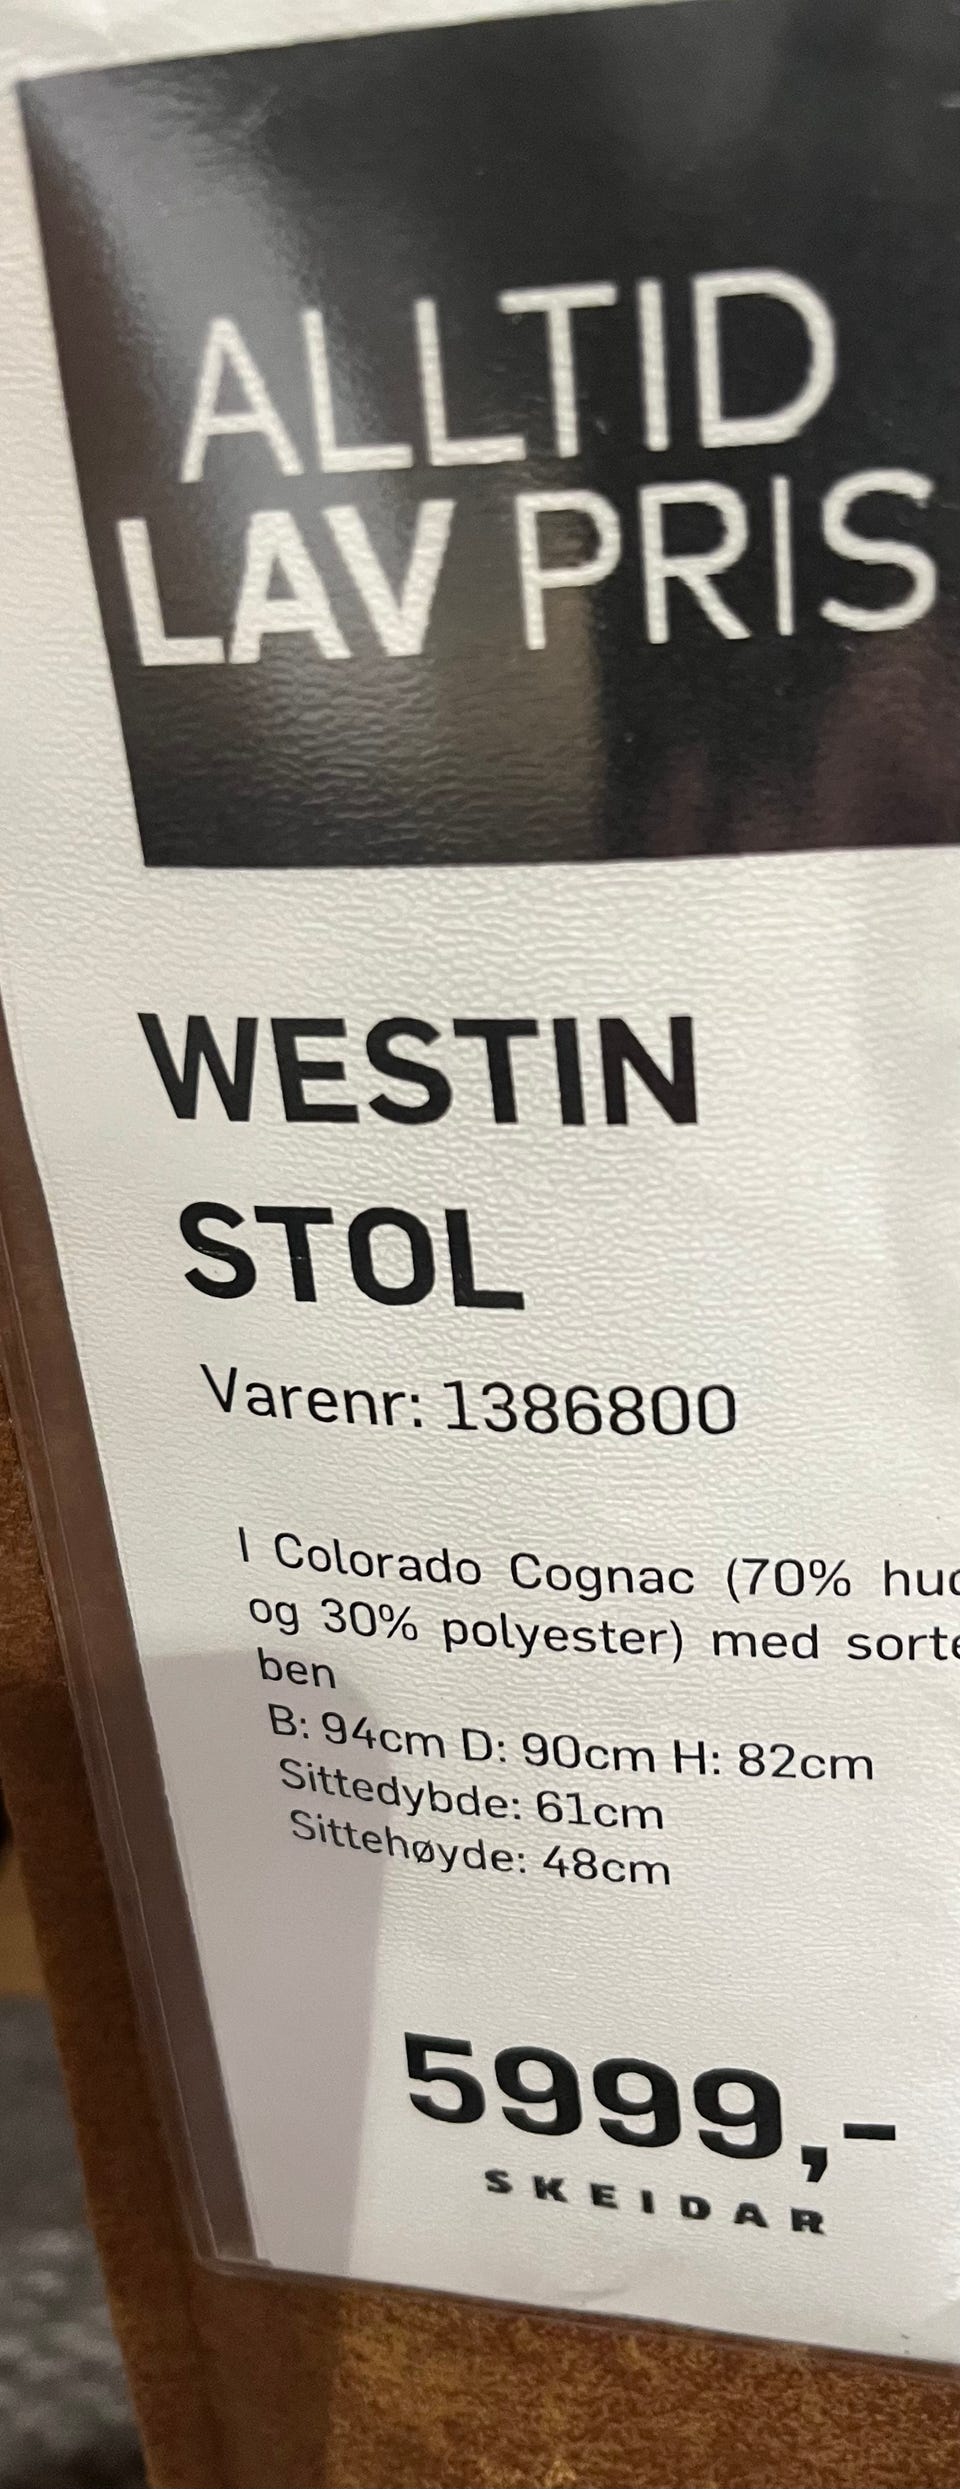 ALLTID
LAV PRIS
WESTIN
STOL
Varenr: 1386800
I Colorado Cognac (70%
og 30% polyester) med
ben
B: 94cm D: 90cm H: 82cm
Sittedybde: 61cm
Sittehøyde: 48cm
5999,-
SKEIDAR